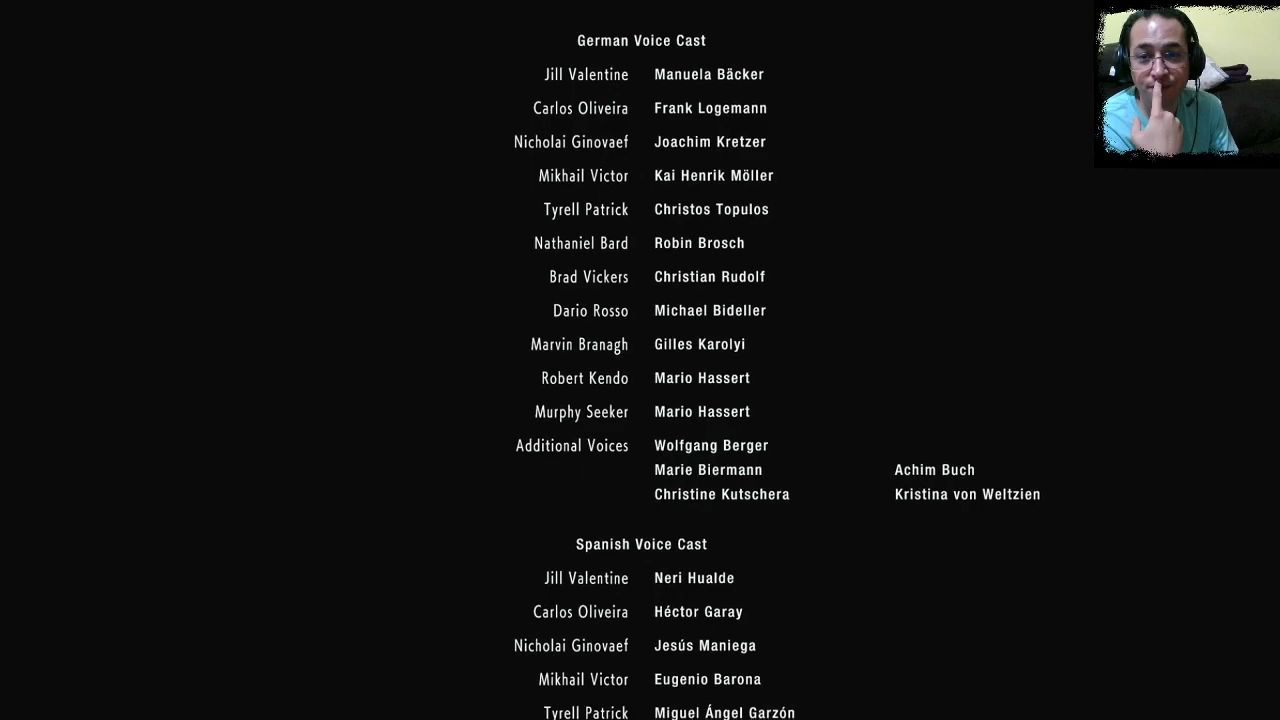 German Voice Cast
Jill Valentine Manuela Bäcker
Carlos Oliveira Frank Logemann
Nicholai Ginovaef Joachim Kretzer
Mikhail Victor Kai Henrik Möller
Tyrell Patrick Christos Topulos
Nathaniel Bard Robin Brosch
Brad Vickers Christian Rudolf
Dario Rosso Michael Bideller
Marvin Branagh Gilles Karolyi
Robert Kendo Mario Hassert
Murphy Seeker Mario Hassert
Additional Voices Wolfgang Berger
Marie Biermann Achim Buch
Christine Kutschera Kristina von Weltzien
Spanish Voice Cast
Jill Valentine Neri Hualde
Carlos Oliveira Héctor Garay
Nicholai Ginovaef Jesús Maniega
Mikhail Victor Eugenio Barona
Tyrell Patrick Miguel Ángel Garzón